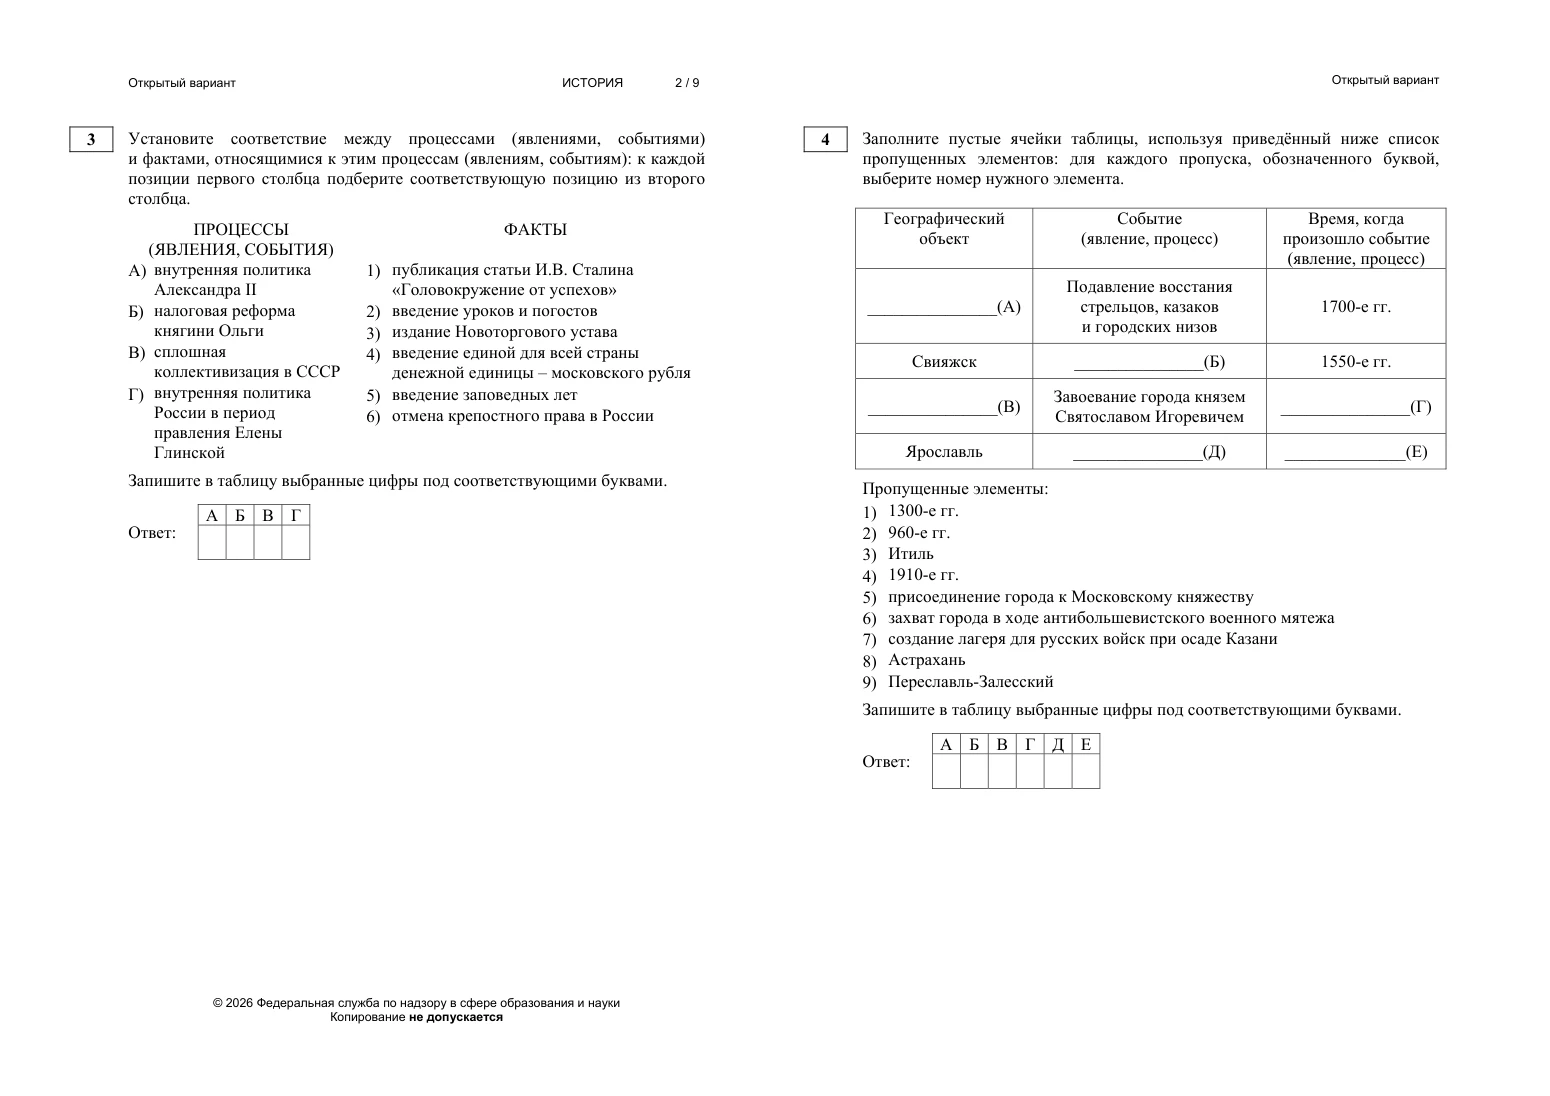 Открытый вариант ИСТОРИЯ 2 / 9
3
Установите соответствие между процессами (явлениями, событиями)
и фактами, относящимися к этим процессам (явлениям, событиям): к каждой
позиции первого столбца подберите соответствующую позицию из второго
столбца.
ПРОЦЕССЫ
(ЯВЛЕНИЯ, СОБЫТИЯ)
А) внутренняя политика
Александра II
Б) налоговая реформа
княгини Ольги
В) сплошная
коллективизация в СССР
Г) внутренняя политика
России в период
правления Елены
Глинской
ФАКТЫ
1) публикация статьи И.В. Сталина
«Головокружение от успехов»
2) введение уроков и погостов
3) издание Новоторгового устава
4) введение единой для всей страны
денежной единицы – московского рубля
5) введение заповедных лет
6) отмена крепостного права в России
Запишите в таблицу выбранные цифры под соответствующими буквами.
Ответ:
А Б В Г
© 2026 Федеральная служба по надзору в сфере образования и науки
Копирование не допускается
Открытый вариант
4
Заполните пустые ячейки таблицы, используя приведённый ниже список
пропущенных элементов: для каждого пропуска, обозначенного буквой,
выберите номер нужного элемента.
Географический
объект
Событие
(явление, процесс)
Время, когда
произошло событие
(явление, процесс)
_______________(А)
Подавление восстания
стрельцов, казаков
и городских низов
1700-е гг.
Свияжск
_______________(Б)
1550-е гг.
_______________(В)
Завоевание города князем
Святославом Игоревичем
_______________(Г)
Ярославль
_______________(Д)
______________(Е)
Пропущенные элементы:
1) 1300-е гг.
2) 960-е гг.
3) Итиль
4) 1910-е гг.
5) присоединение города к Московскому княжеству
6) захват города в ходе антибольшевистского военного мятежа
7) создание лагеря для русских войск при осаде Казани
8) Астрахань
9) Переславль-Залесский
Запишите в таблицу выбранные цифры под соответствующими буквами.
Ответ:
А Б В Г Д Е